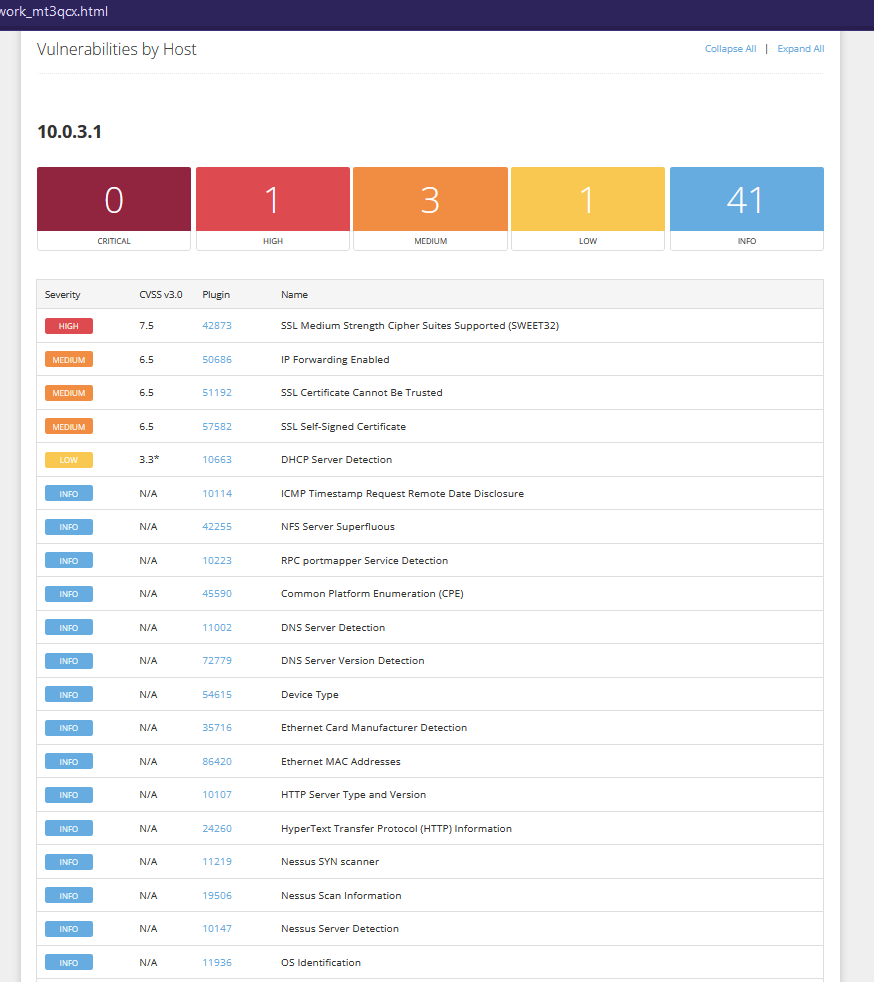 work_mt3qcx.html
Vulnerabilities by Host
Collapse All | Expand All
10.0.3.1
0 1 3 1 41
CRITICAL HIGH MEDIUM LOW INFO
Severity CVSS v3.0 Plugin Name
HIGH 7.5 42873 SSL Medium Strength Cipher Suites Supported (SWEET32)
MEDIUM 6.5 50686 IP Forwarding Enabled
MEDIUM 6.5 51192 SSL Certificate Cannot Be Trusted
MEDIUM 6.5 57582 SSL Self-Signed Certificate
LOW 3.3* 10663 DHCP Server Detection
INFO N/A 10114 ICMP Timestamp Request Remote Date Disclosure
INFO N/A 42255 NFS Server Superfluous
INFO N/A 10223 RPC portmapper Service Detection
INFO N/A 45590 Common Platform Enumeration (CPE)
INFO N/A 11002 DNS Server Detection
INFO N/A 72779 DNS Server Version Detection
INFO N/A 54615 Device Type
INFO N/A 35716 Ethernet Card Manufacturer Detection
INFO N/A 86420 Ethernet MAC Addresses
INFO N/A 10107 HTTP Server Type and Version
INFO N/A 24260 HyperText Transfer Protocol (HTTP) Information
INFO N/A 11219 Nessus SYN scanner
INFO N/A 19506 Nessus Scan Information
INFO N/A 10147 Nessus Server Detection
INFO N/A 11936 OS Identification